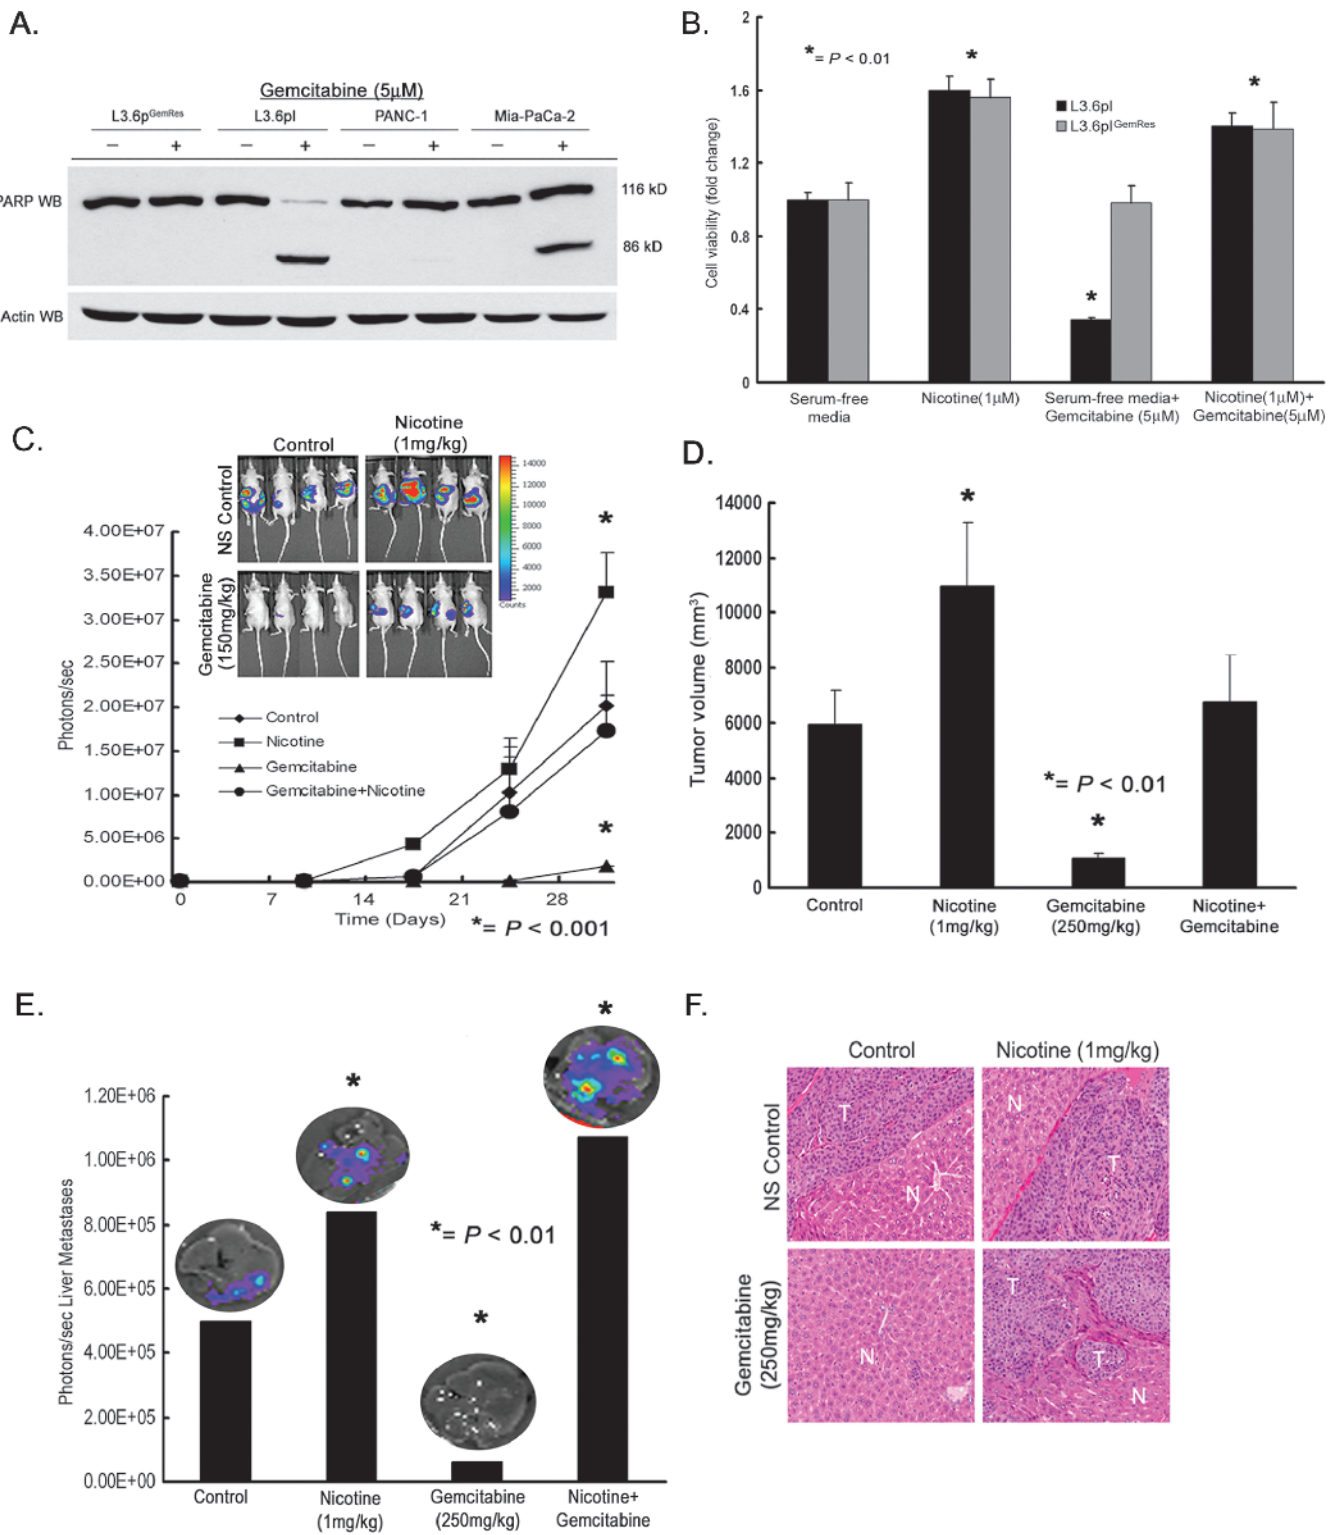 A.
Gemcitabine (5µM)
L3.6p^GemRes L3.6pl PANC-1 Mia-PaCa-2
– + – + – + – +
PARP WB
116 kD
86 kD
Actin WB
B.
*= P < 0.01
L3.6pl
L3.6pl^GemRes
Cell viability (fold change)
2
1.6
1.2
0.8
0.4
0
*
*
*
Serum-free media
Nicotine(1µM)
Serum-free media+ Gemcitabine (5µM)
Nicotine(1µM)+ Gemcitabine(5µM)
C.
Control
Nicotine (1mg/kg)
NS Control
Gemcitabine (150mg/kg)
14000
12000
10000
8000
6000
4000
2000
Counts
Photons/sec
4.00E+07
3.50E+07
3.00E+07
2.50E+07
2.00E+07
1.50E+07
1.00E+07
5.00E+06
0.00E+00
Control
Nicotine
Gemcitabine
Gemcitabine+Nicotine
*
*
0 7 14 21 28
Time (Days)
*= P < 0.001
D.
Tumor volume (mm³)
14000
12000
10000
8000
6000
4000
2000
0
*
*= P < 0.01
*
Control
Nicotine (1mg/kg)
Gemcitabine (250mg/kg)
Nicotine+ Gemcitabine
E.
Photons/sec Liver Metastases
1.20E+06
1.00E+06
8.00E+05
6.00E+05
4.00E+05
2.00E+05
0.00E+00
*
*
*
*= P < 0.01
Control
Nicotine (1mg/kg)
Gemcitabine (250mg/kg)
Nicotine+ Gemcitabine
F.
Control
Nicotine (1mg/kg)
NS Control
Gemcitabine (250mg/kg)
T
N
N
T
N
T
T
N